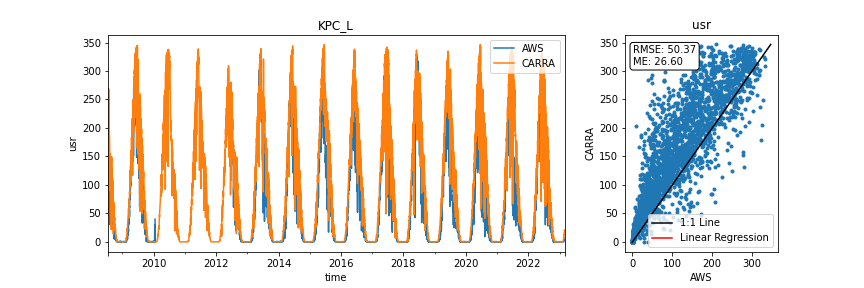 KPC_L
usr
350
300
250
200
150
100
50
0
2010
2012
2014
2016
2018
2020
2022
time
AWS
CARRA
usr
CARRA
350
300
250
200
150
100
50
0
0
100
200
300
AWS
RMSE: 50.37
ME: 26.60
1:1 Line
Linear Regression